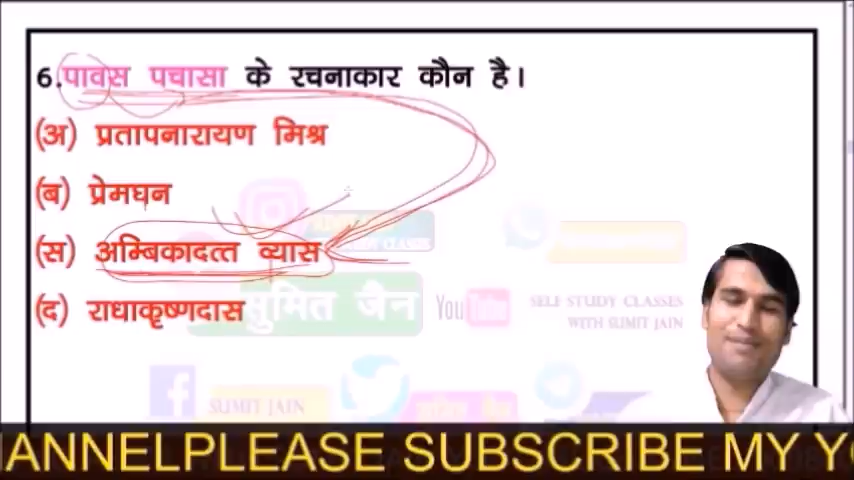 6.पावस पचासा के रचनाकार कौन है।
(अ) प्रतापनारायण मिश्र
(ब) प्रेमघन
(स) अम्बिकादत्त व्यास
(द) राधाकृष्णदास
सुमित जैन
YouTube
SELF STUDY CLASSES
WITH SUMIT JAIN
SUMIT JAIN
ANNELPLEASE SUBSCRIBE MY Y